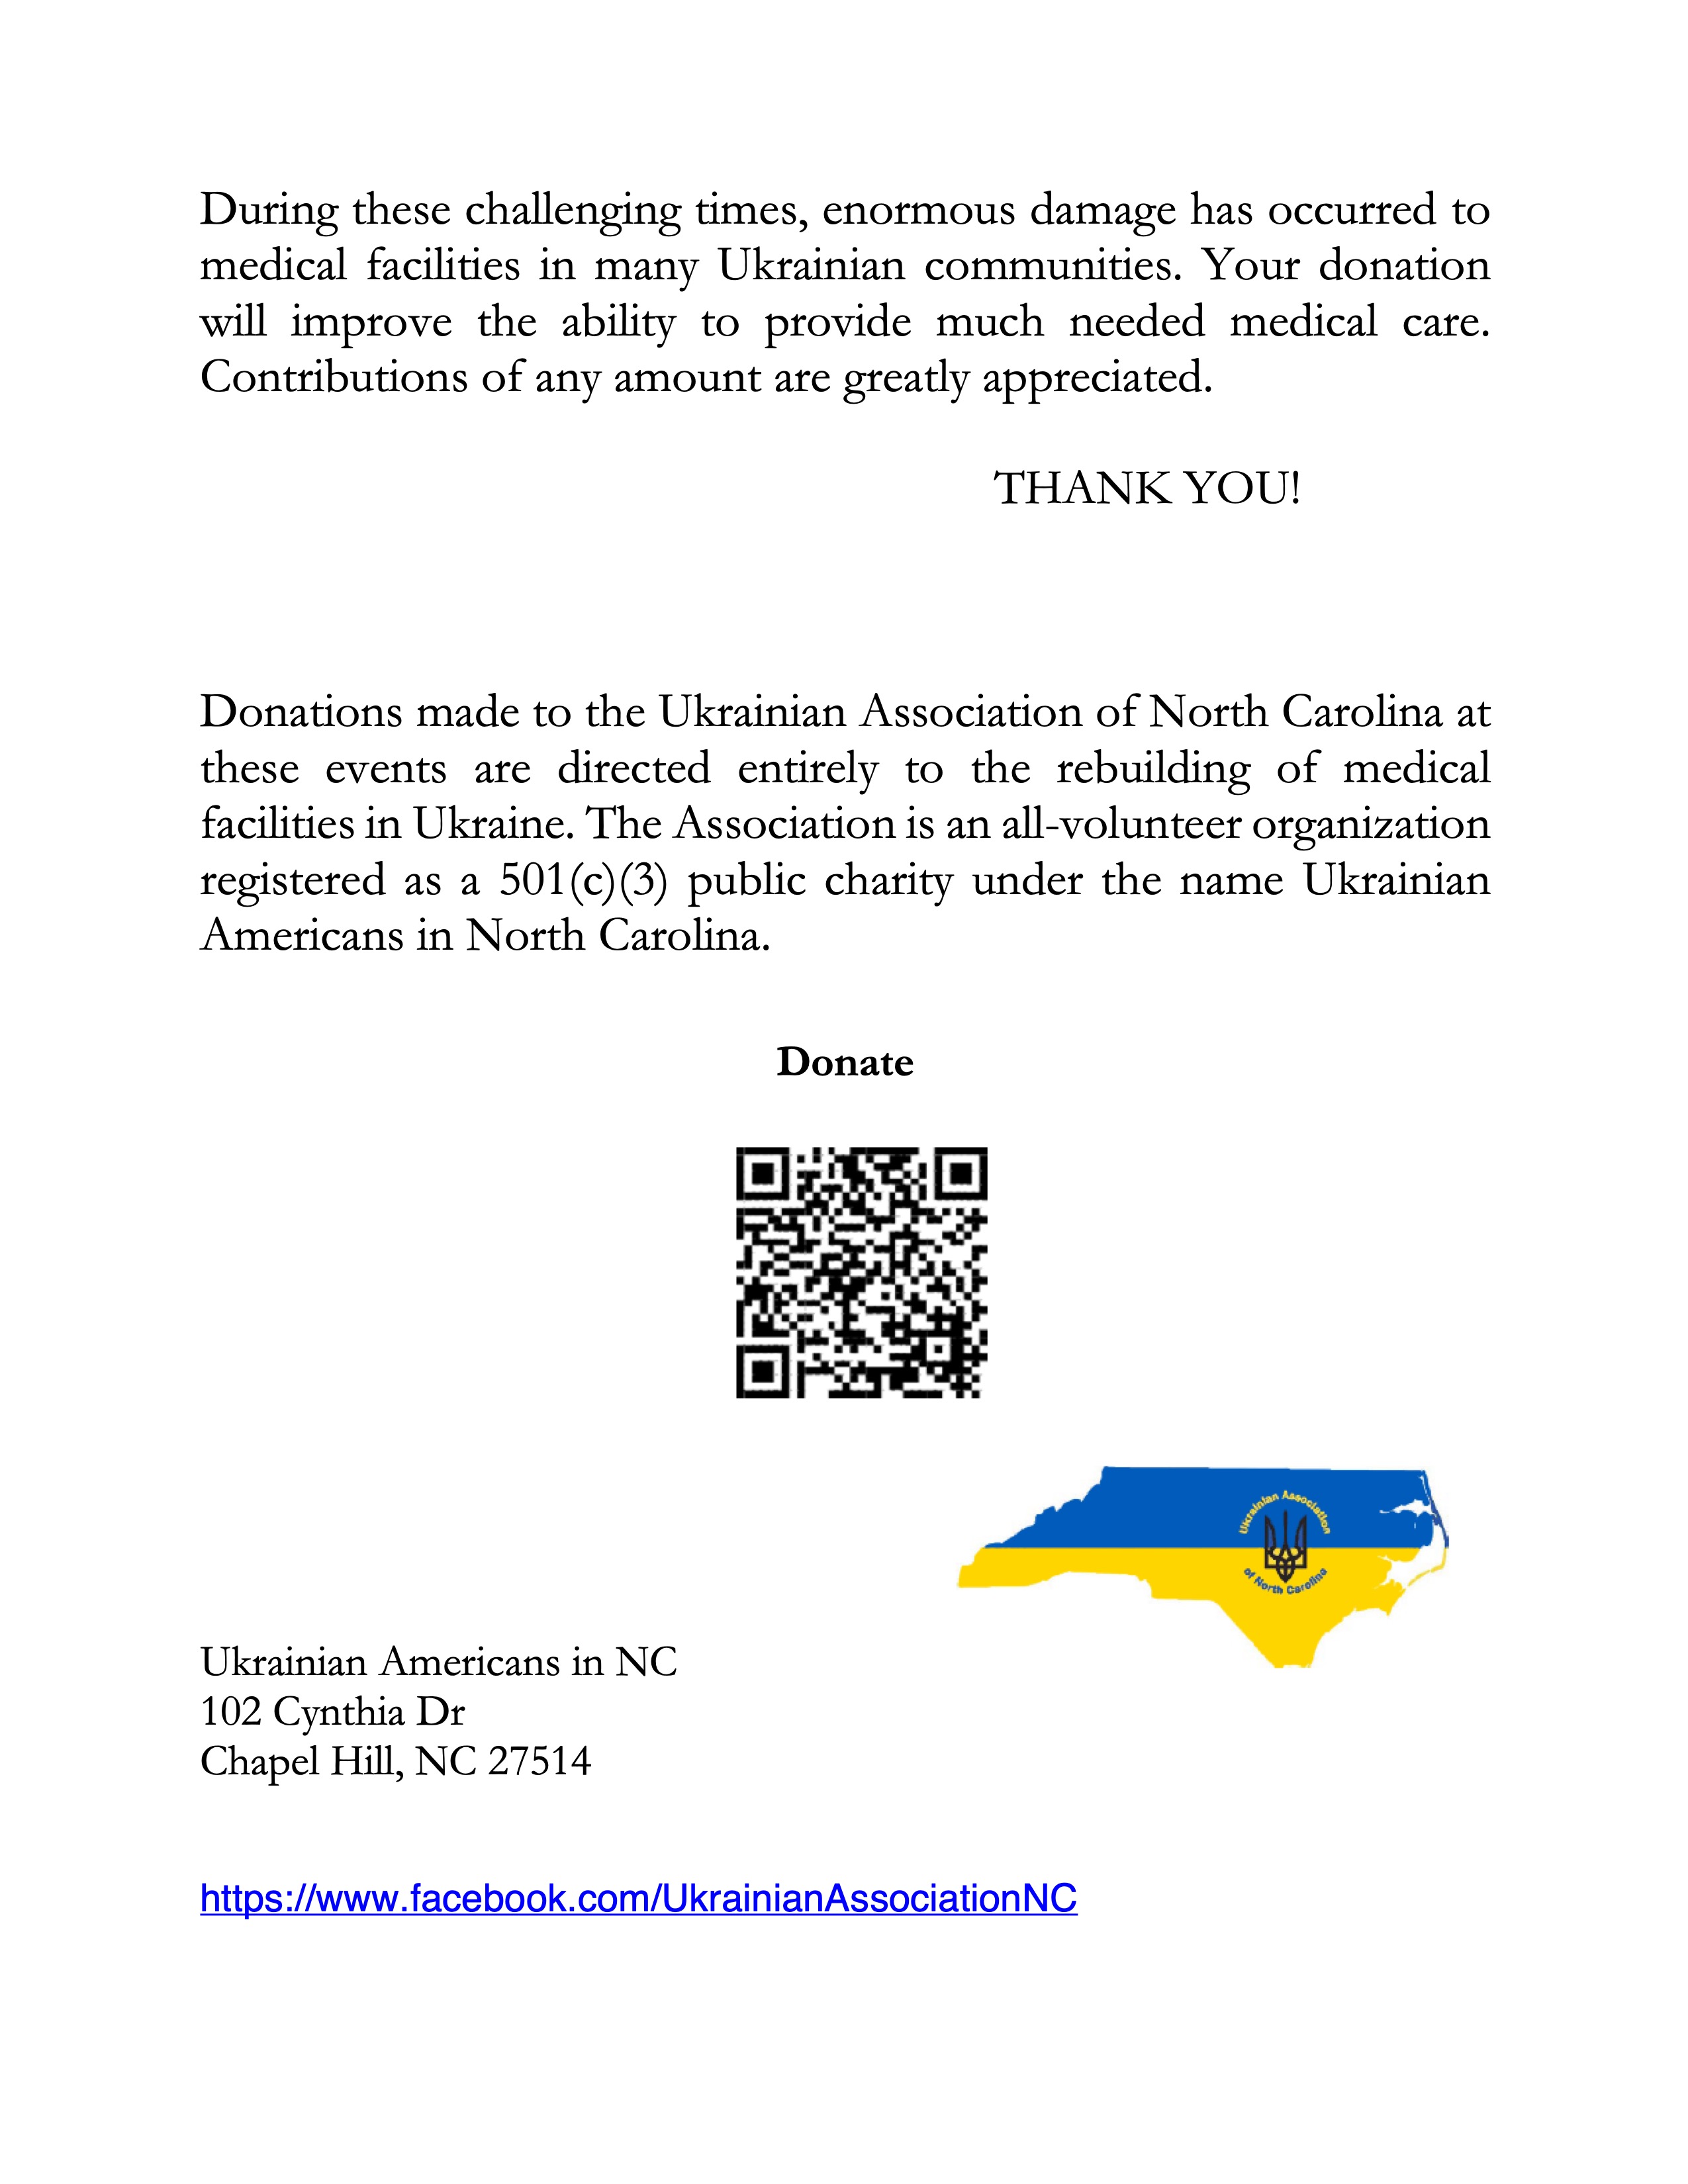 During these challenging times, enormous damage has occurred to
medical facilities in many Ukrainian communities. Your donation
will improve the ability to provide much needed medical care.
Contributions of any amount are greatly appreciated.
THANK YOU!
Donations made to the Ukrainian Association of North Carolina at
these events are directed entirely to the rebuilding of medical
facilities in Ukraine. The Association is an all-volunteer organization
registered as a 501(c)(3) public charity under the name Ukrainian
Americans in North Carolina.
Donate
Ukrainian Association
of North Carolina
Ukrainian Americans in NC
102 Cynthia Dr
Chapel Hill, NC 27514
https://www.facebook.com/UkrainianAssociationNC